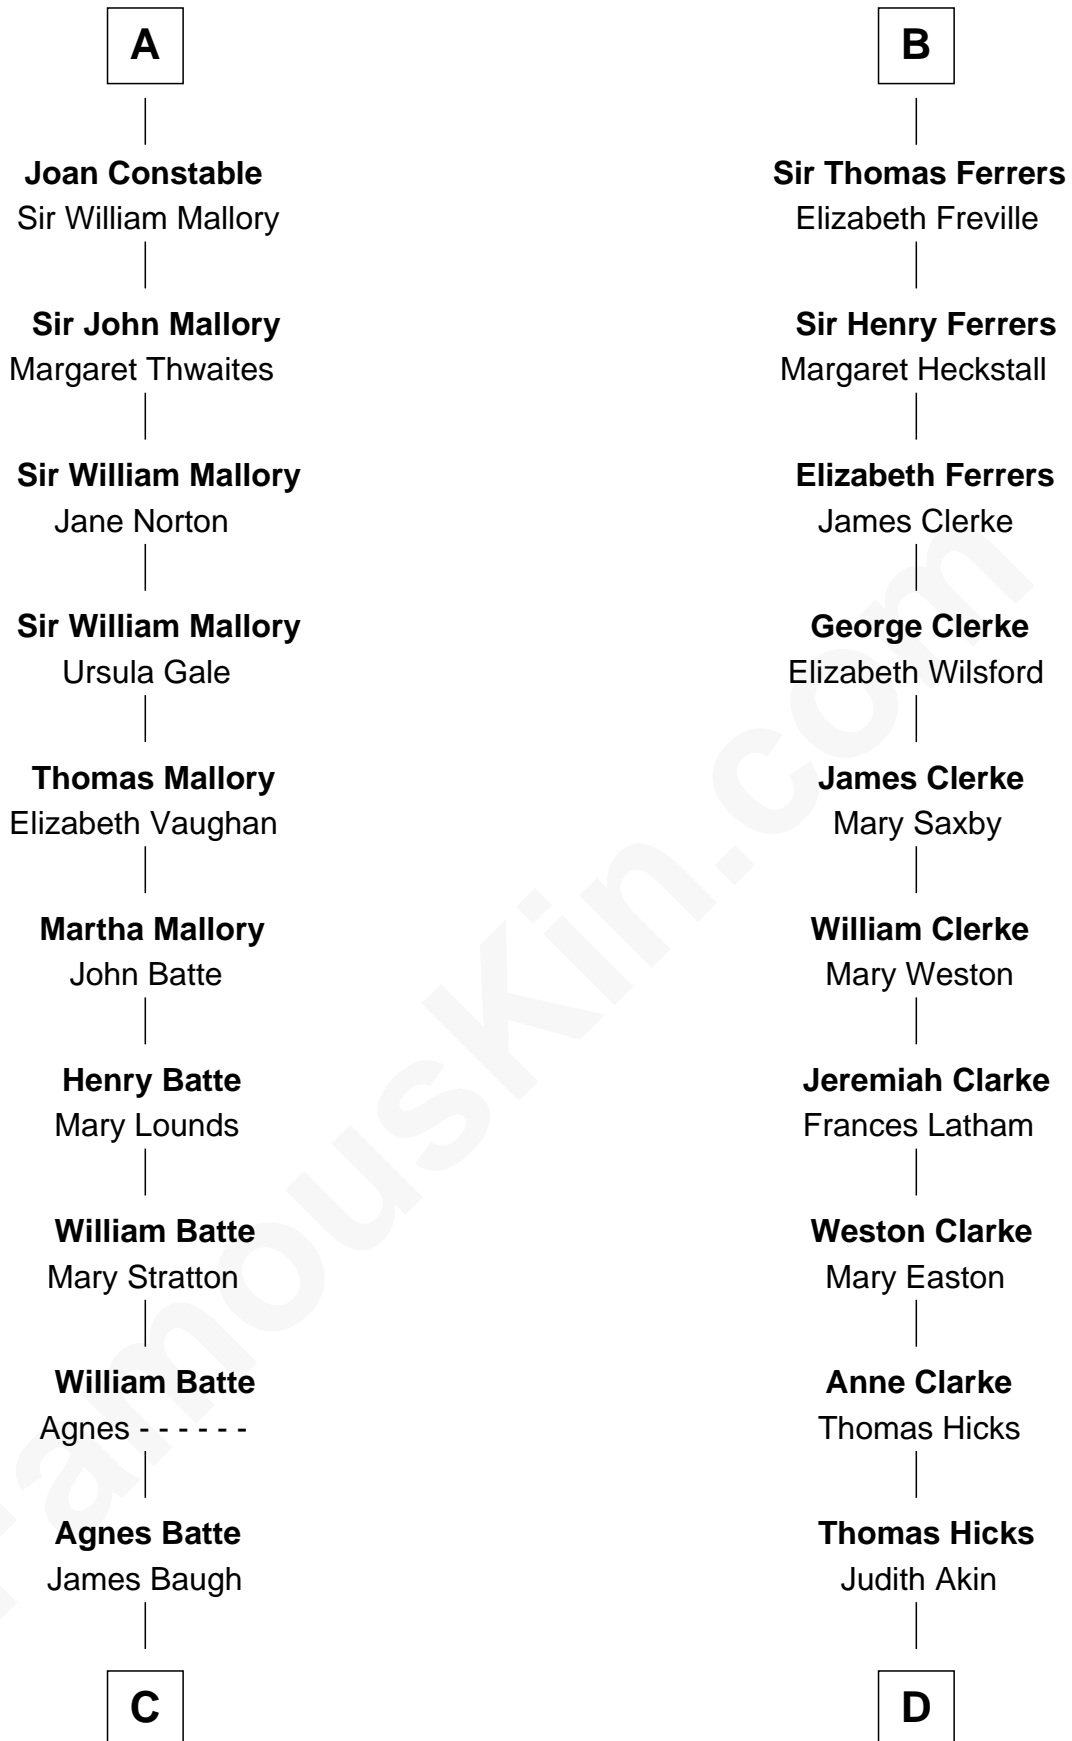 A
Joan Constable
Sir William Mallory
Sir John Mallory
Margaret Thwaites
Sir William Mallory
Jane Norton
Sir William Mallory
Ursula Gale
Thomas Mallory
Elizabeth Vaughan
Martha Mallory
John Batte
Henry Batte
Mary Lounds
William Batte
Mary Stratton
William Batte
Agnes - - - - - -
Agnes Batte
James Baugh
C
B
Sir Thomas Ferrers
Elizabeth Freville
Sir Henry Ferrers
Margaret Heckstall
Elizabeth Ferrers
James Clerke
George Clerke
Elizabeth Wilsford
James Clerke
Mary Saxby
William Clerke
Mary Weston
Jeremiah Clarke
Frances Latham
Weston Clarke
Mary Easton
Anne Clarke
Thomas Hicks
Thomas Hicks
Judith Akin
D
FamousKin.com